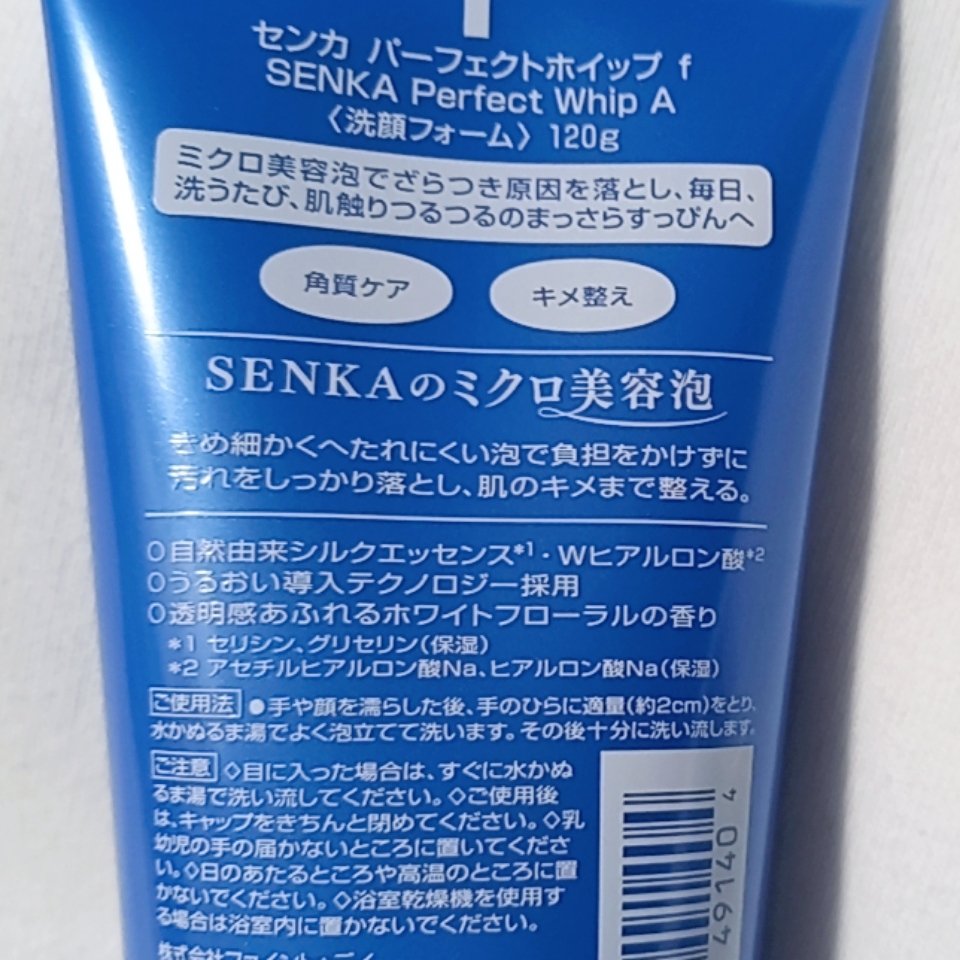 センカ パーフェクトホイップ f
SENKA Perfect Whip A
〈洗顔フォーム〉 120g
ミクロ美容泡でざらつき原因を落とし、毎日、
洗うたび、肌触りつるつるのまっさらすっぴんへ
角質ケア
キメ整え
SENKAのミクロ美容泡
きめ細かくへたれにくい泡で負担をかけずに
汚れをしっかり落とし、肌のキメまで整える。
○自然由来シルクエッセンス*1・Wヒアルロン酸*2
○うるおい導入テクノロジー採用
○透明感あふれるホワイトフローラルの香り
*1 セリシン、グリセリン(保湿)
*2 アセチルヒアルロン酸Na、ヒアルロン酸Na(保湿)
ご使用法 ●手や顔を濡らした後、手のひらに適量(約2cm)をとり、
水かぬるま湯でよく泡立てて洗います。その後十分に洗い流します。
ご注意 ◇目に入った場合は、すぐに水かぬ
るま湯で洗い流してください。◇ご使用後
は、キャップをきちんと閉めてください。◇乳
幼児の手の届かないところに置いてくださ
い。◇日のあたるところや高温のところに置
かないでください。◇浴室乾燥機を使用す
る場合は浴室内に置かないでください。
株式会社ファイントゥデイ
4 901447